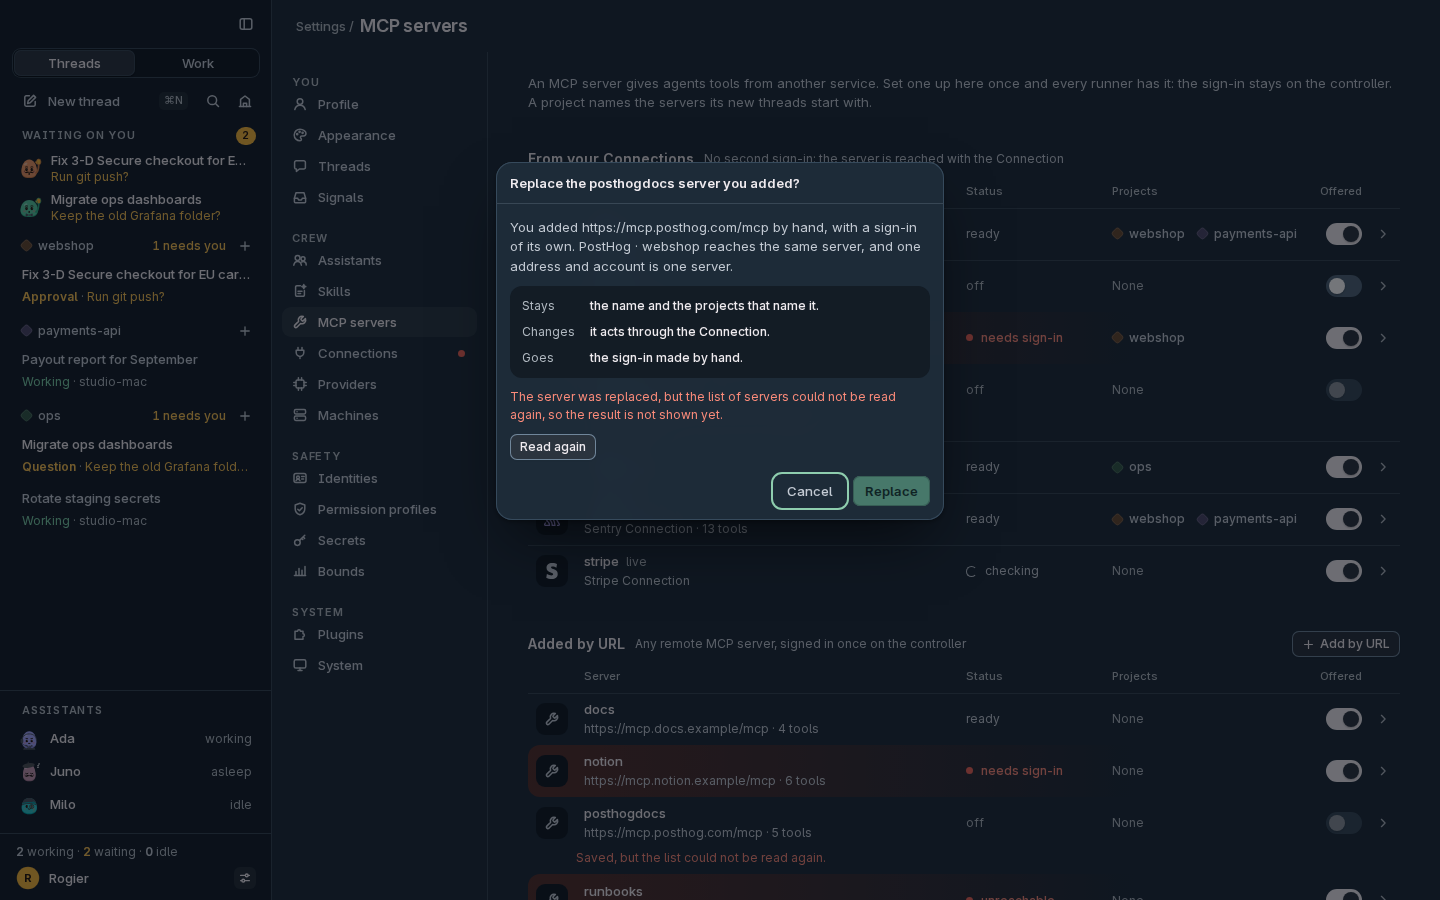 Settings / MCP servers
Threads
Work
New thread
⌘N
WAITING ON YOU
2
Fix 3-D Secure checkout for E...
Run git push?
Migrate ops dashboards
Keep the old Grafana folder?
webshop
1 needs you
Fix 3-D Secure checkout for EU car...
Approval · Run git push?
payments-api
Payout report for September
Working · studio-mac
ops
1 needs you
Migrate ops dashboards
Question · Keep the old Grafana fold...
Rotate staging secrets
Working · studio-mac
ASSISTANTS
Ada
working
Juno
asleep
Milo
idle
2 working · 2 waiting · 0 idle
R
Rogier
YOU
Profile
Appearance
Threads
Signals
CREW
Assistants
Skills
MCP servers
Connections
Providers
Machines
SAFETY
Identities
Permission profiles
Secrets
Bounds
SYSTEM
Plugins
System
An MCP server gives agents tools from another service. Set one up here once and every runner has it: the sign-in stays on the controller.
A project names the servers its new threads start with.
From your Connections No second sign-in: the server is reached with the Connection
Status
Projects
Offered
ready
webshop
payments-api
off
None
needs sign-in
webshop
off
None
ready
ops
Sentry Connection · 13 tools
ready
webshop
payments-api
stripe live
Stripe Connection
checking
None
Replace the posthogdocs server you added?
You added https://mcp.posthog.com/mcp by hand, with a sign-in
of its own. PostHog · webshop reaches the same server, and one
address and account is one server.
Stays the name and the projects that name it.
Changes it acts through the Connection.
Goes the sign-in made by hand.
The server was replaced, but the list of servers could not be read
again, so the result is not shown yet.
Read again
Cancel
Replace
Added by URL Any remote MCP server, signed in once on the controller
Add by URL
Server
Status
Projects
Offered
docs
https://mcp.docs.example/mcp · 4 tools
ready
None
notion
https://mcp.notion.example/mcp · 6 tools
needs sign-in
None
posthogdocs
https://mcp.posthog.com/mcp · 5 tools
off
None
Saved, but the list could not be read again.
runbooks
unreachable
None